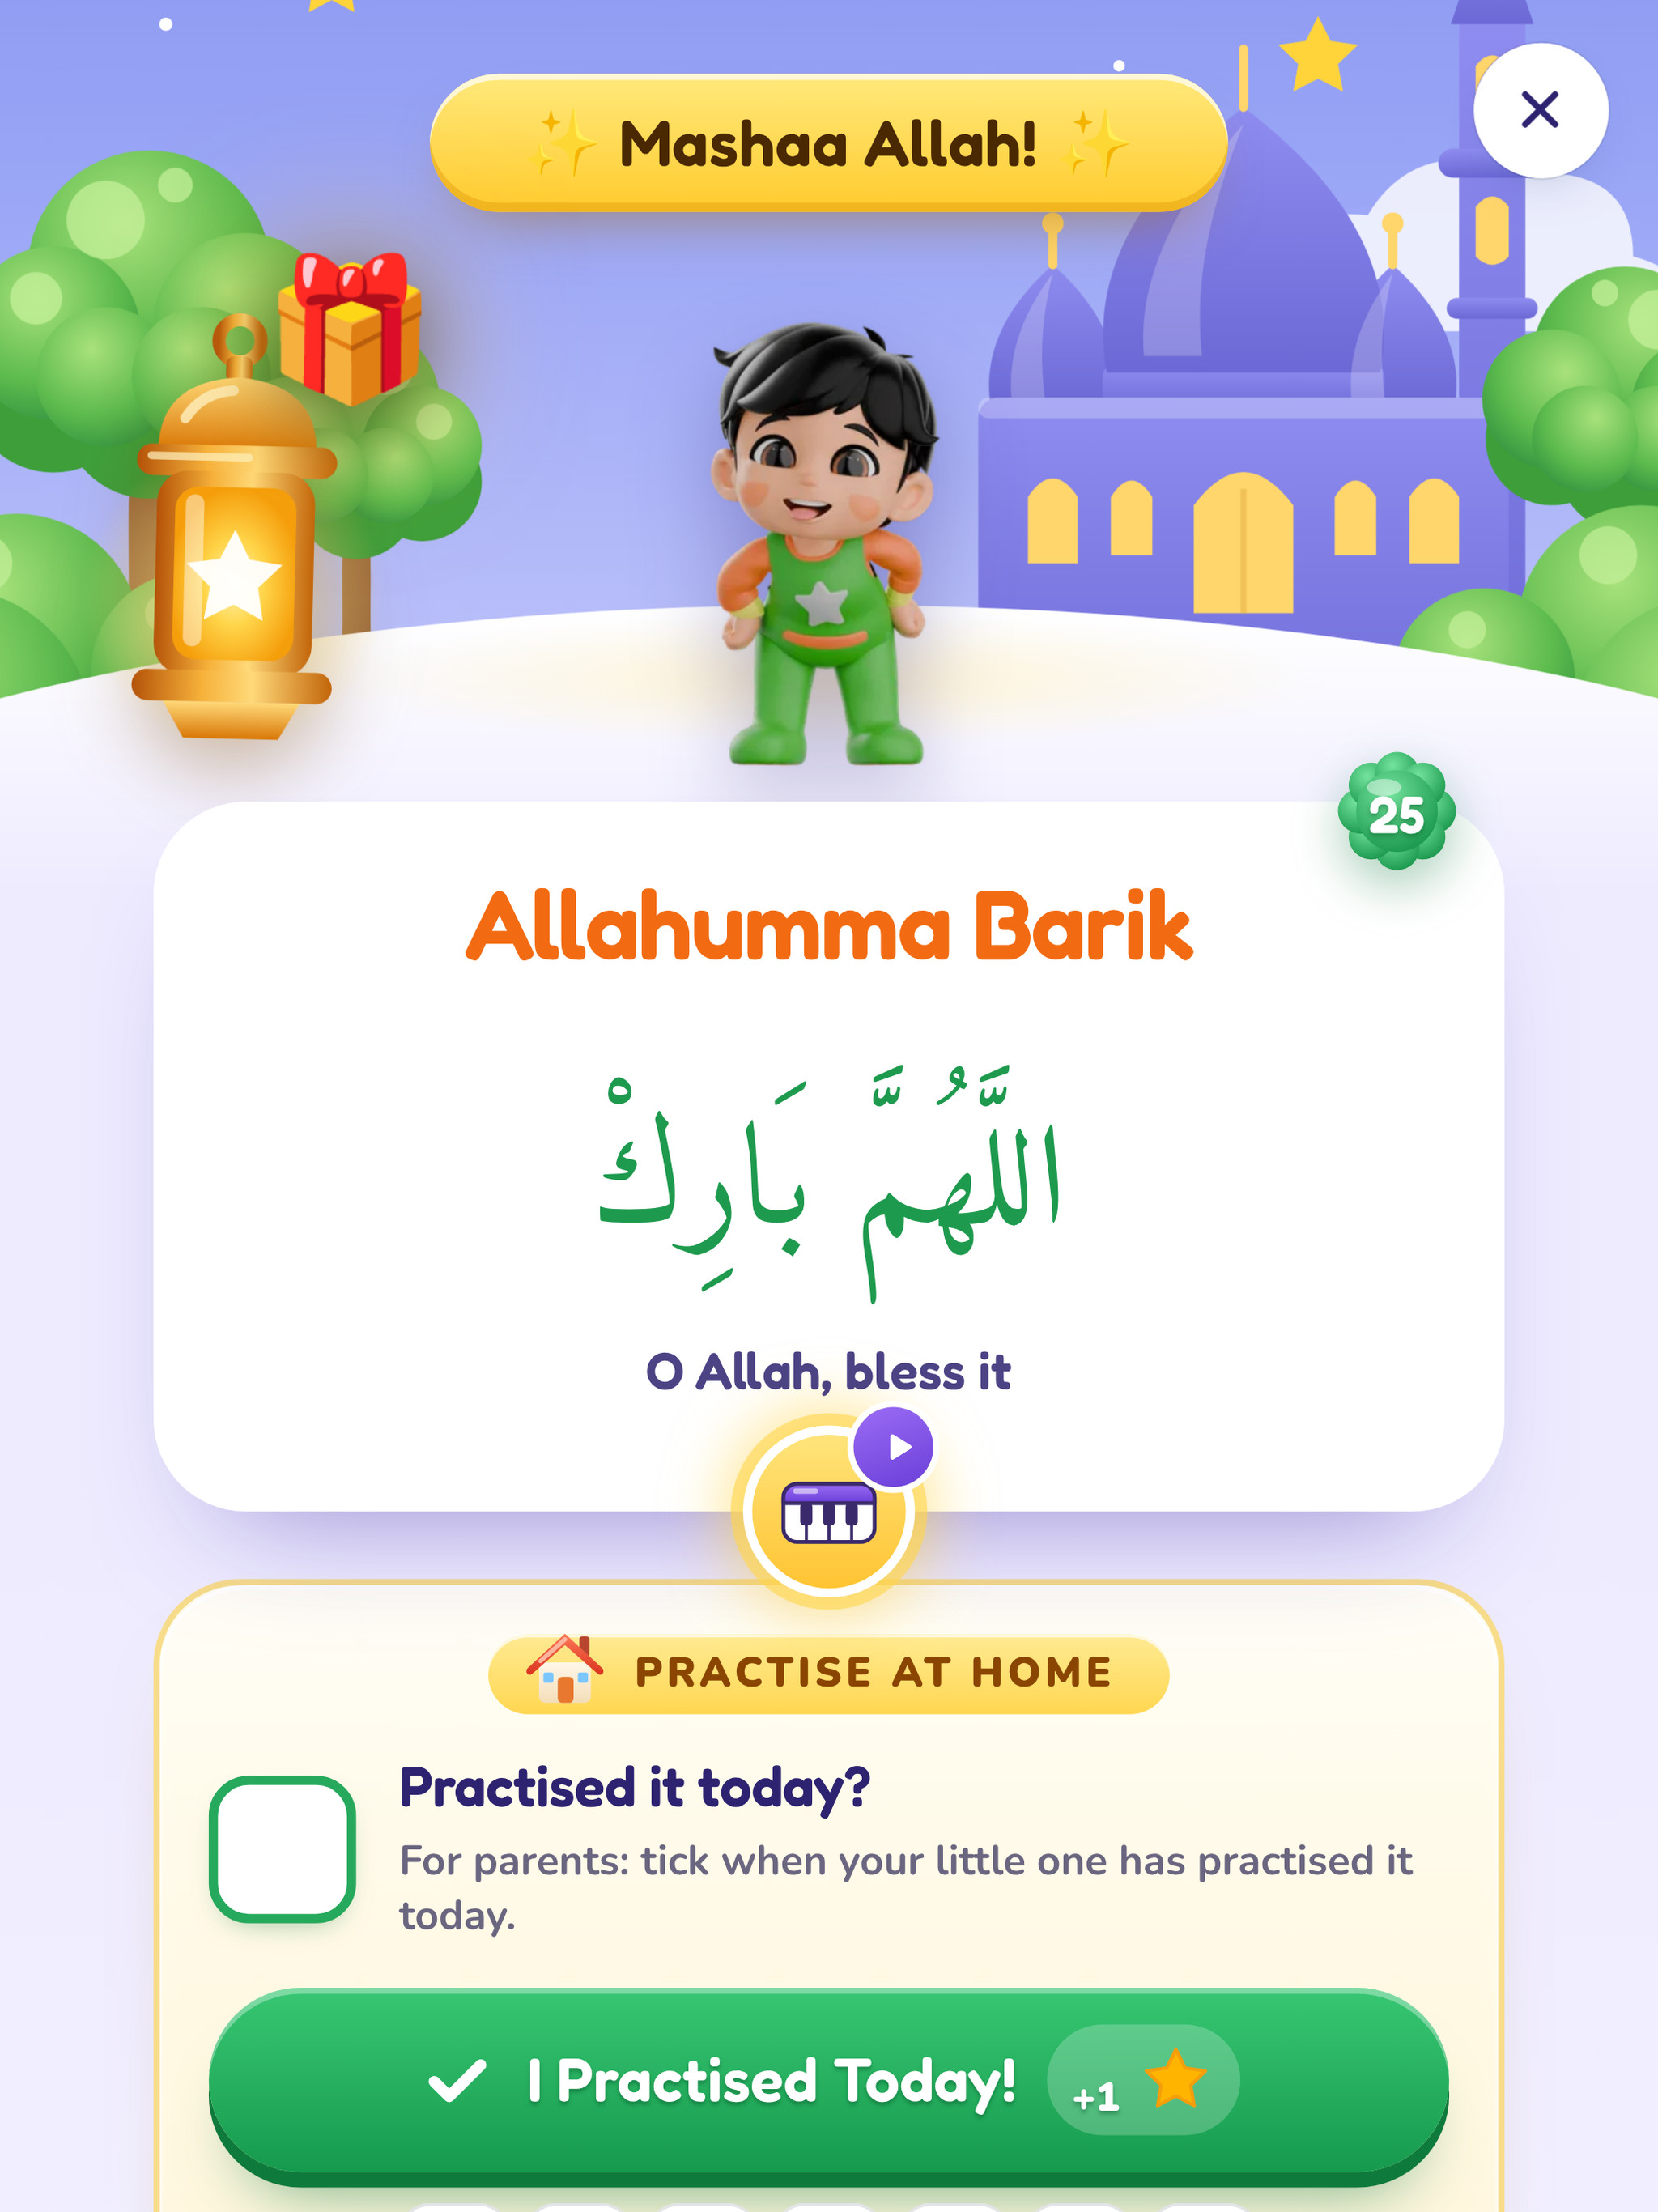 ✨ Mashaa Allah! ✨
25
Allahumma Barik
اللَّهُمَّ بَارِكْ
O Allah, bless it
PRACTISE AT HOME
Practised it today?
For parents: tick when your little one has practised it
today.
I Practised Today! +1